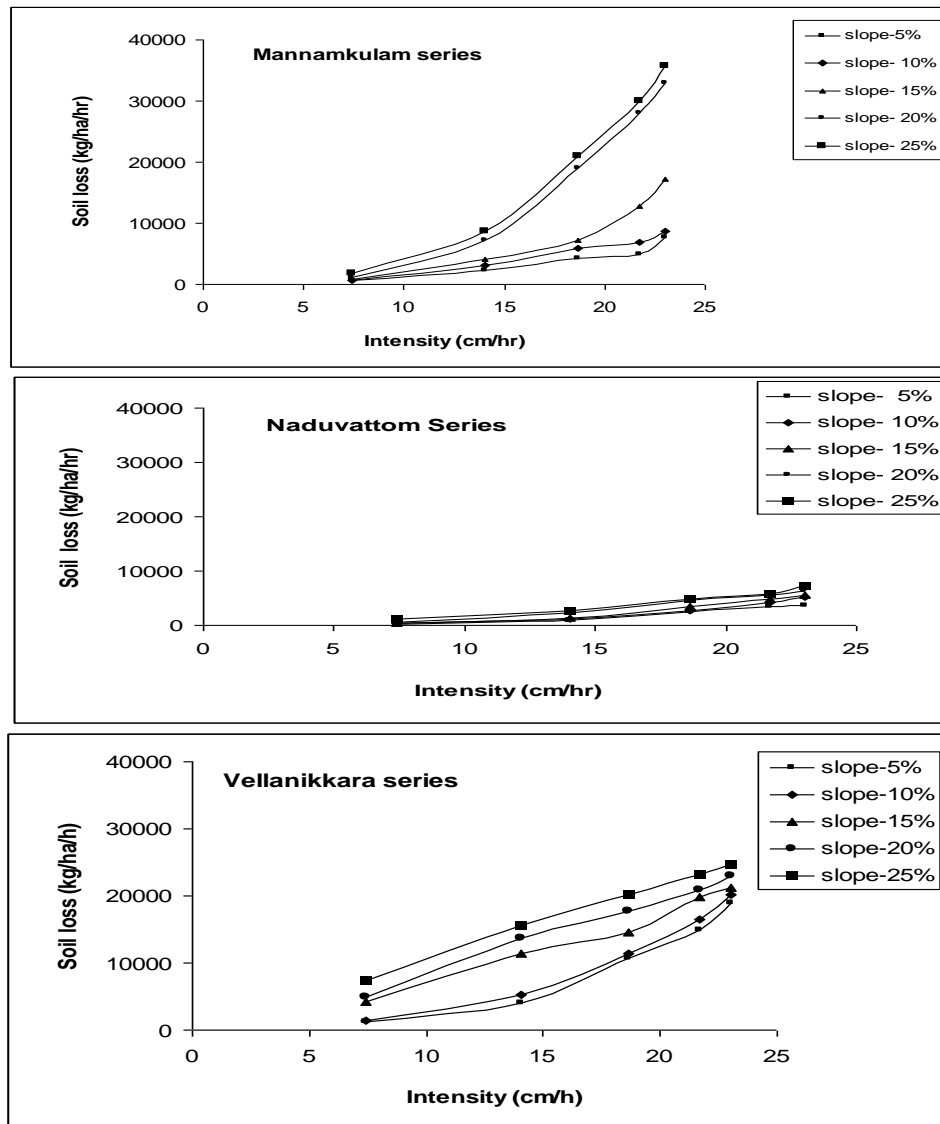 Mannamkulam series
Soil loss (kg/ha/hr)
40000
30000
20000
10000
0
0 5 10 15 20 25
Intensity (cm/hr)
slope-5%
slope- 10%
slope- 15%
slope- 20%
slope- 25%
Naduvattom Series
Soil loss (kg/ha/hr)
40000
30000
20000
10000
0
0 5 10 15 20 25
Intensity (cm/hr)
slope- 5%
slope- 10%
slope- 15%
slope- 20%
slope- 25%
Vellanikkara series
Soil loss (kg/ha/h)
40000
30000
20000
10000
0
0 5 10 15 20 25
Intensity (cm/h)
slope-5%
slope-10%
slope-15%
slope-20%
slope-25%